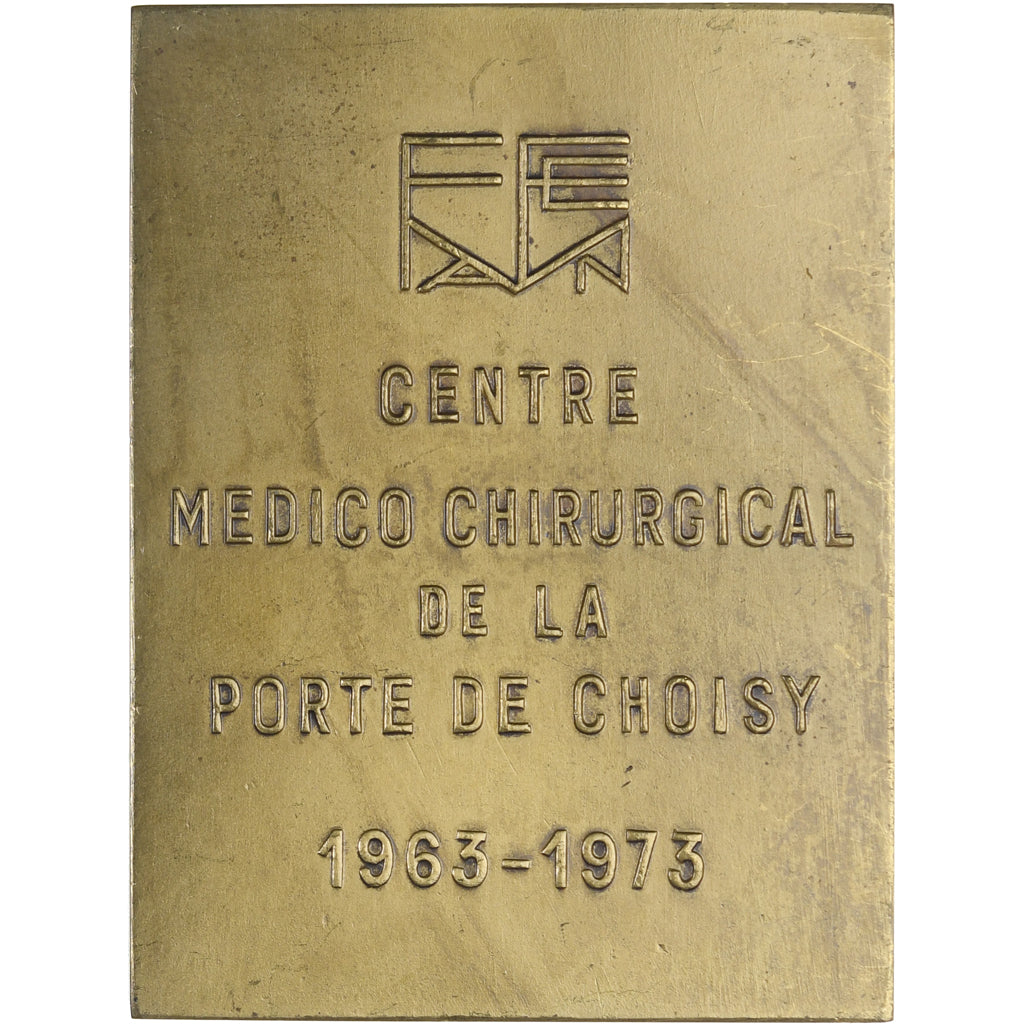 CENTRE
MEDICO CHIRURGICAL
DE LA
PORTE DE CHOISY
1963-1973